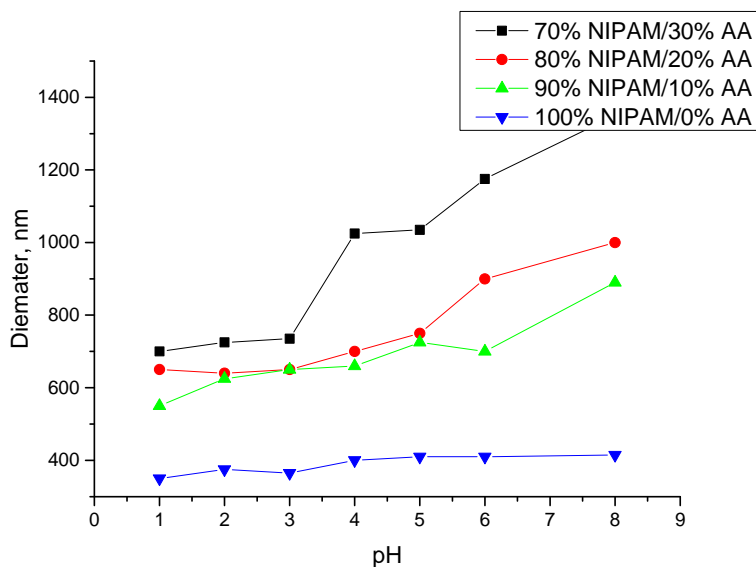 70% NIPAM/30% AA
80% NIPAM/20% AA
90% NIPAM/10% AA
100% NIPAM/0% AA
1400
1200
1000
800
600
400
Diemater, nm
0 1 2 3 4 5 6 7 8 9
pH